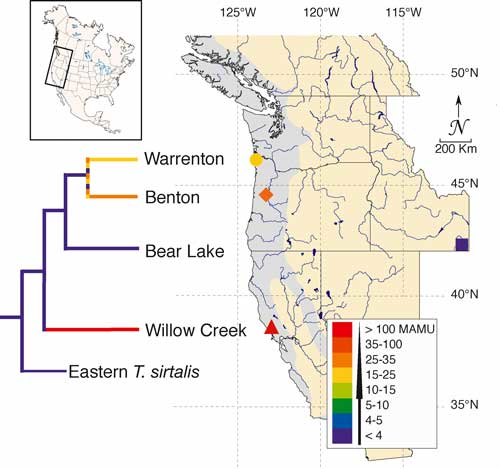 125°W 120°W 115°W
50°N
N
200 Km
Warrenton
45°N
Benton
Bear Lake
40°N
Willow Creek
> 100 MAMU
35-100
25-35
15-25
10-15
5-10
4-5
< 4
Eastern T. sirtalis
35°N